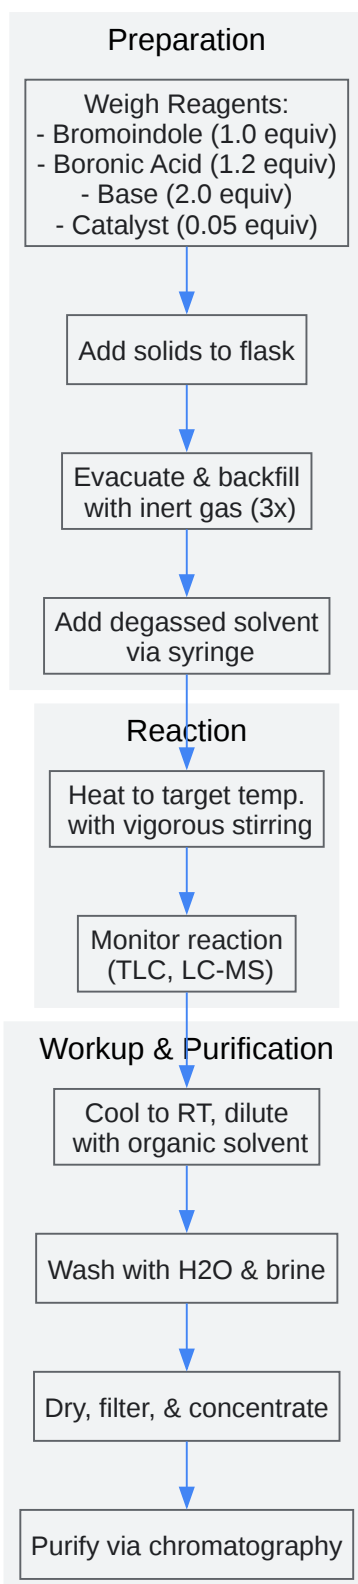 Preparation
Weigh Reagents:
- Bromoindole (1.0 equiv)
- Boronic Acid (1.2 equiv)
- Base (2.0 equiv)
- Catalyst (0.05 equiv)
Add solids to flask
Evacuate & backfill
with inert gas (3x)
Add degassed solvent
via syringe
Reaction
Heat to target temp.
with vigorous stirring
Monitor reaction
(TLC, LC-MS)
Workup & Purification
Cool to RT, dilute
with organic solvent
Wash with H2O & brine
Dry, filter, & concentrate
Purify via chromatography